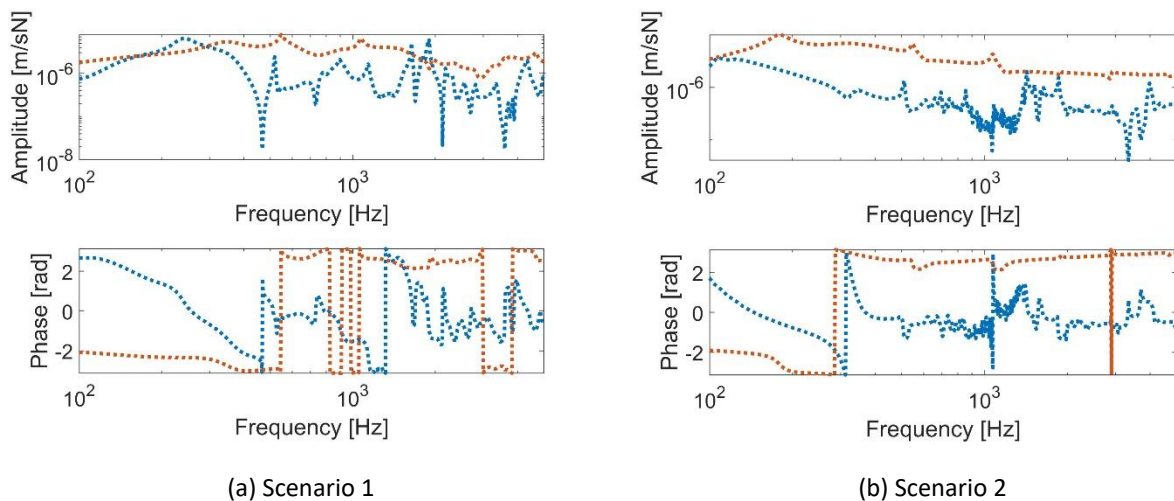 Amplitude [m/sN]
10^-6
10^-8
10^2
10^3
Frequency [Hz]
Phase [rad]
2
0
-2
10^2
10^3
Frequency [Hz]
(a) Scenario 1
Amplitude [m/sN]
10^-6
10^2
10^3
Frequency [Hz]
Phase [rad]
2
0
-2
10^2
10^3
Frequency [Hz]
(b) Scenario 2